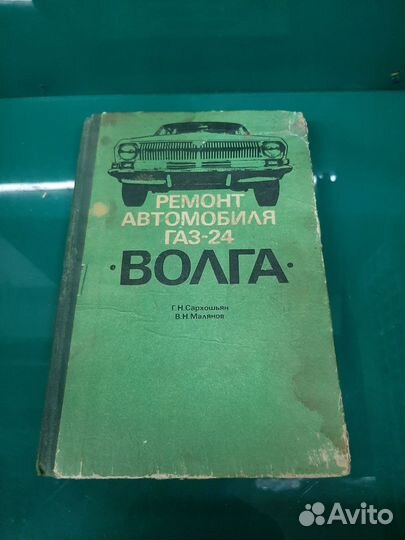 РЕМОНТ
АВТОМОБИЛЯ
ГАЗ-24
·ВОЛГА·
Г.Н.Сархошьян
В.Н.Малянов
Avito